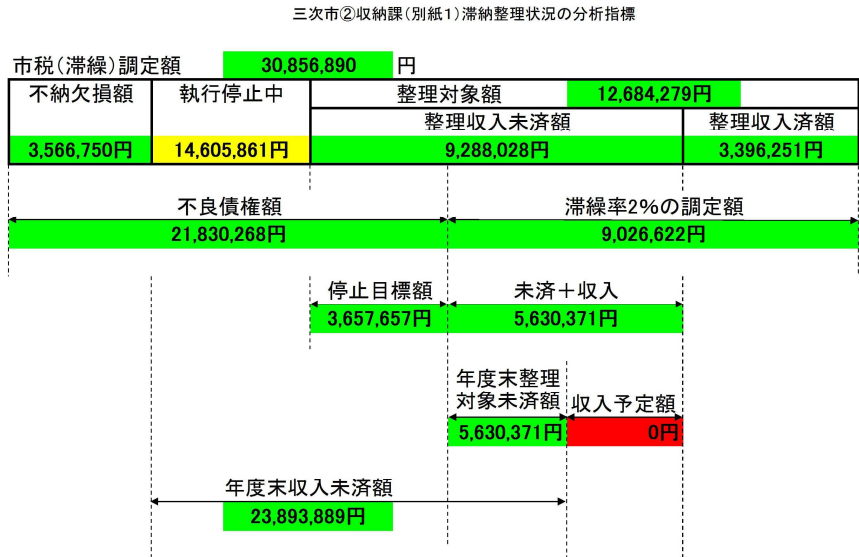 三次市②収納課(別紙1)滞納整理状況の分析指標
市税(滞繰)調定額 30,856,890 円
不納欠損額 執行停止中 整理対象額 12,684,279円
整理収入未済額 整理収入済額
3,566,750円 14,605,861円 9,288,028円 3,396,251円
不良債権額 滞繰率2%の調定額
21,830,268円 9,026,622円
停止目標額 未済+収入
3,657,657円 5,630,371円
年度末整理
対象未済額 収入予定額
5,630,371円 0円
年度末収入未済額
23,893,889円